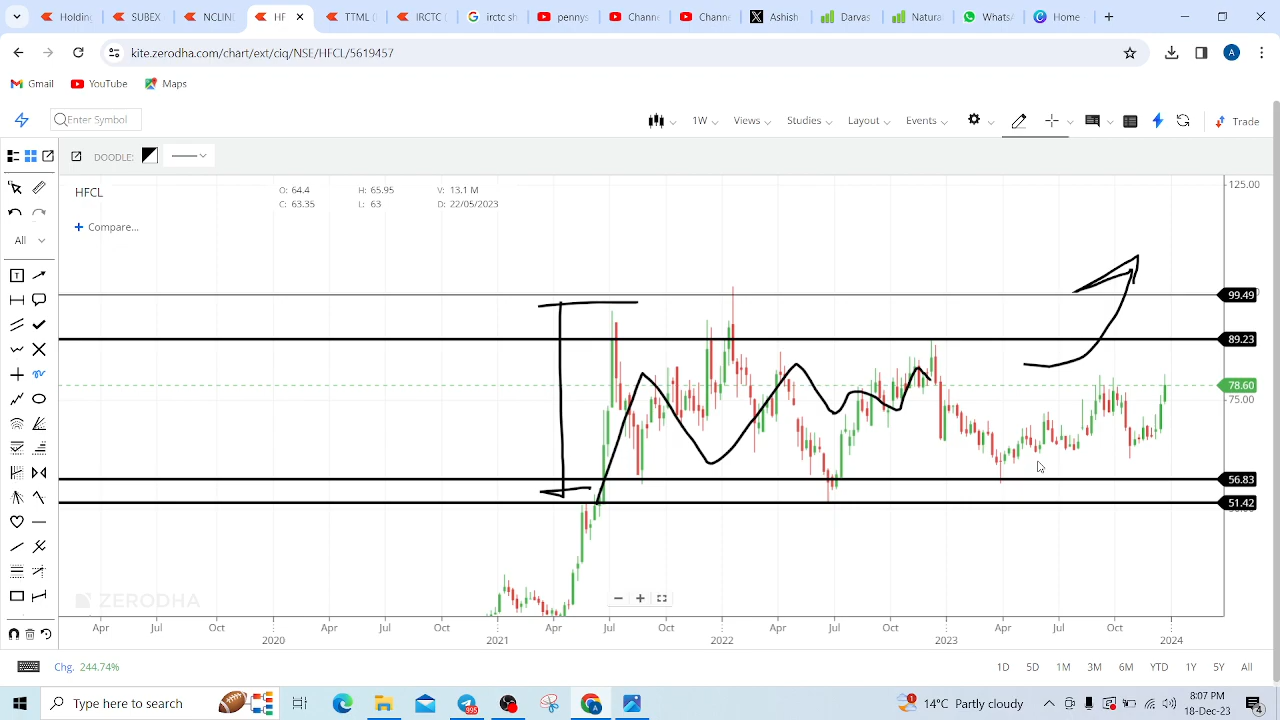 SUBEX
NCLIN
HF
TTML
IRCTC
irctc sh
pennys
Chann
Chann
Ashish
Darvas
Natura
Whats
Home
kite.zerodha.com/chart/ext/ciq/NSE/HFCL/5619457
A
Gmail
YouTube
Maps
Enter Symbol
1W
Views
Studies
Layout
Events
Trade
DOODLE:
HFCL
O: 64.4 H: 65.95 V: 13.1 M
C: 63.35 L: 63 D: 22/05/2023
Compare...
All
125.00
99.49
89.23
78.60
75.00
56.83
51.42
ZERODHA
Apr Jul Oct 2020 Apr Jul Oct 2021 Apr Jul Oct 2022 Apr Jul Oct 2023 Apr Jul Oct 2024
Chg. 244.74%
1D 5D 1M 3M 6M YTD 1Y 5Y All
Type here to search
995
14°C Partly cloudy
8:07 PM
18-Dec-23
4